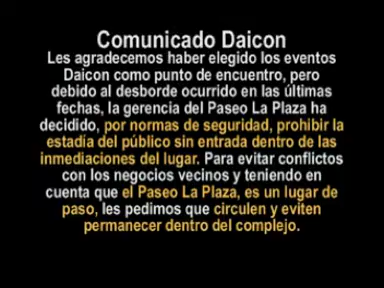 Comunicado Daicon
Les agradecemos haber elegido los eventos
Daicon como punto de encuentro, pero
debido al desborde ocurrido en las últimas
fechas, la gerencia del Paseo La Plaza ha
decidido, por normas de seguridad, prohibir la
estadía del público sin entrada dentro de las
inmediaciones del lugar. Para evitar conflictos
con los negocios vecinos y teniendo en
cuenta que el Paseo La Plaza, es un lugar de
paso, les pedimos que circulen y eviten
permanecer dentro del complejo.